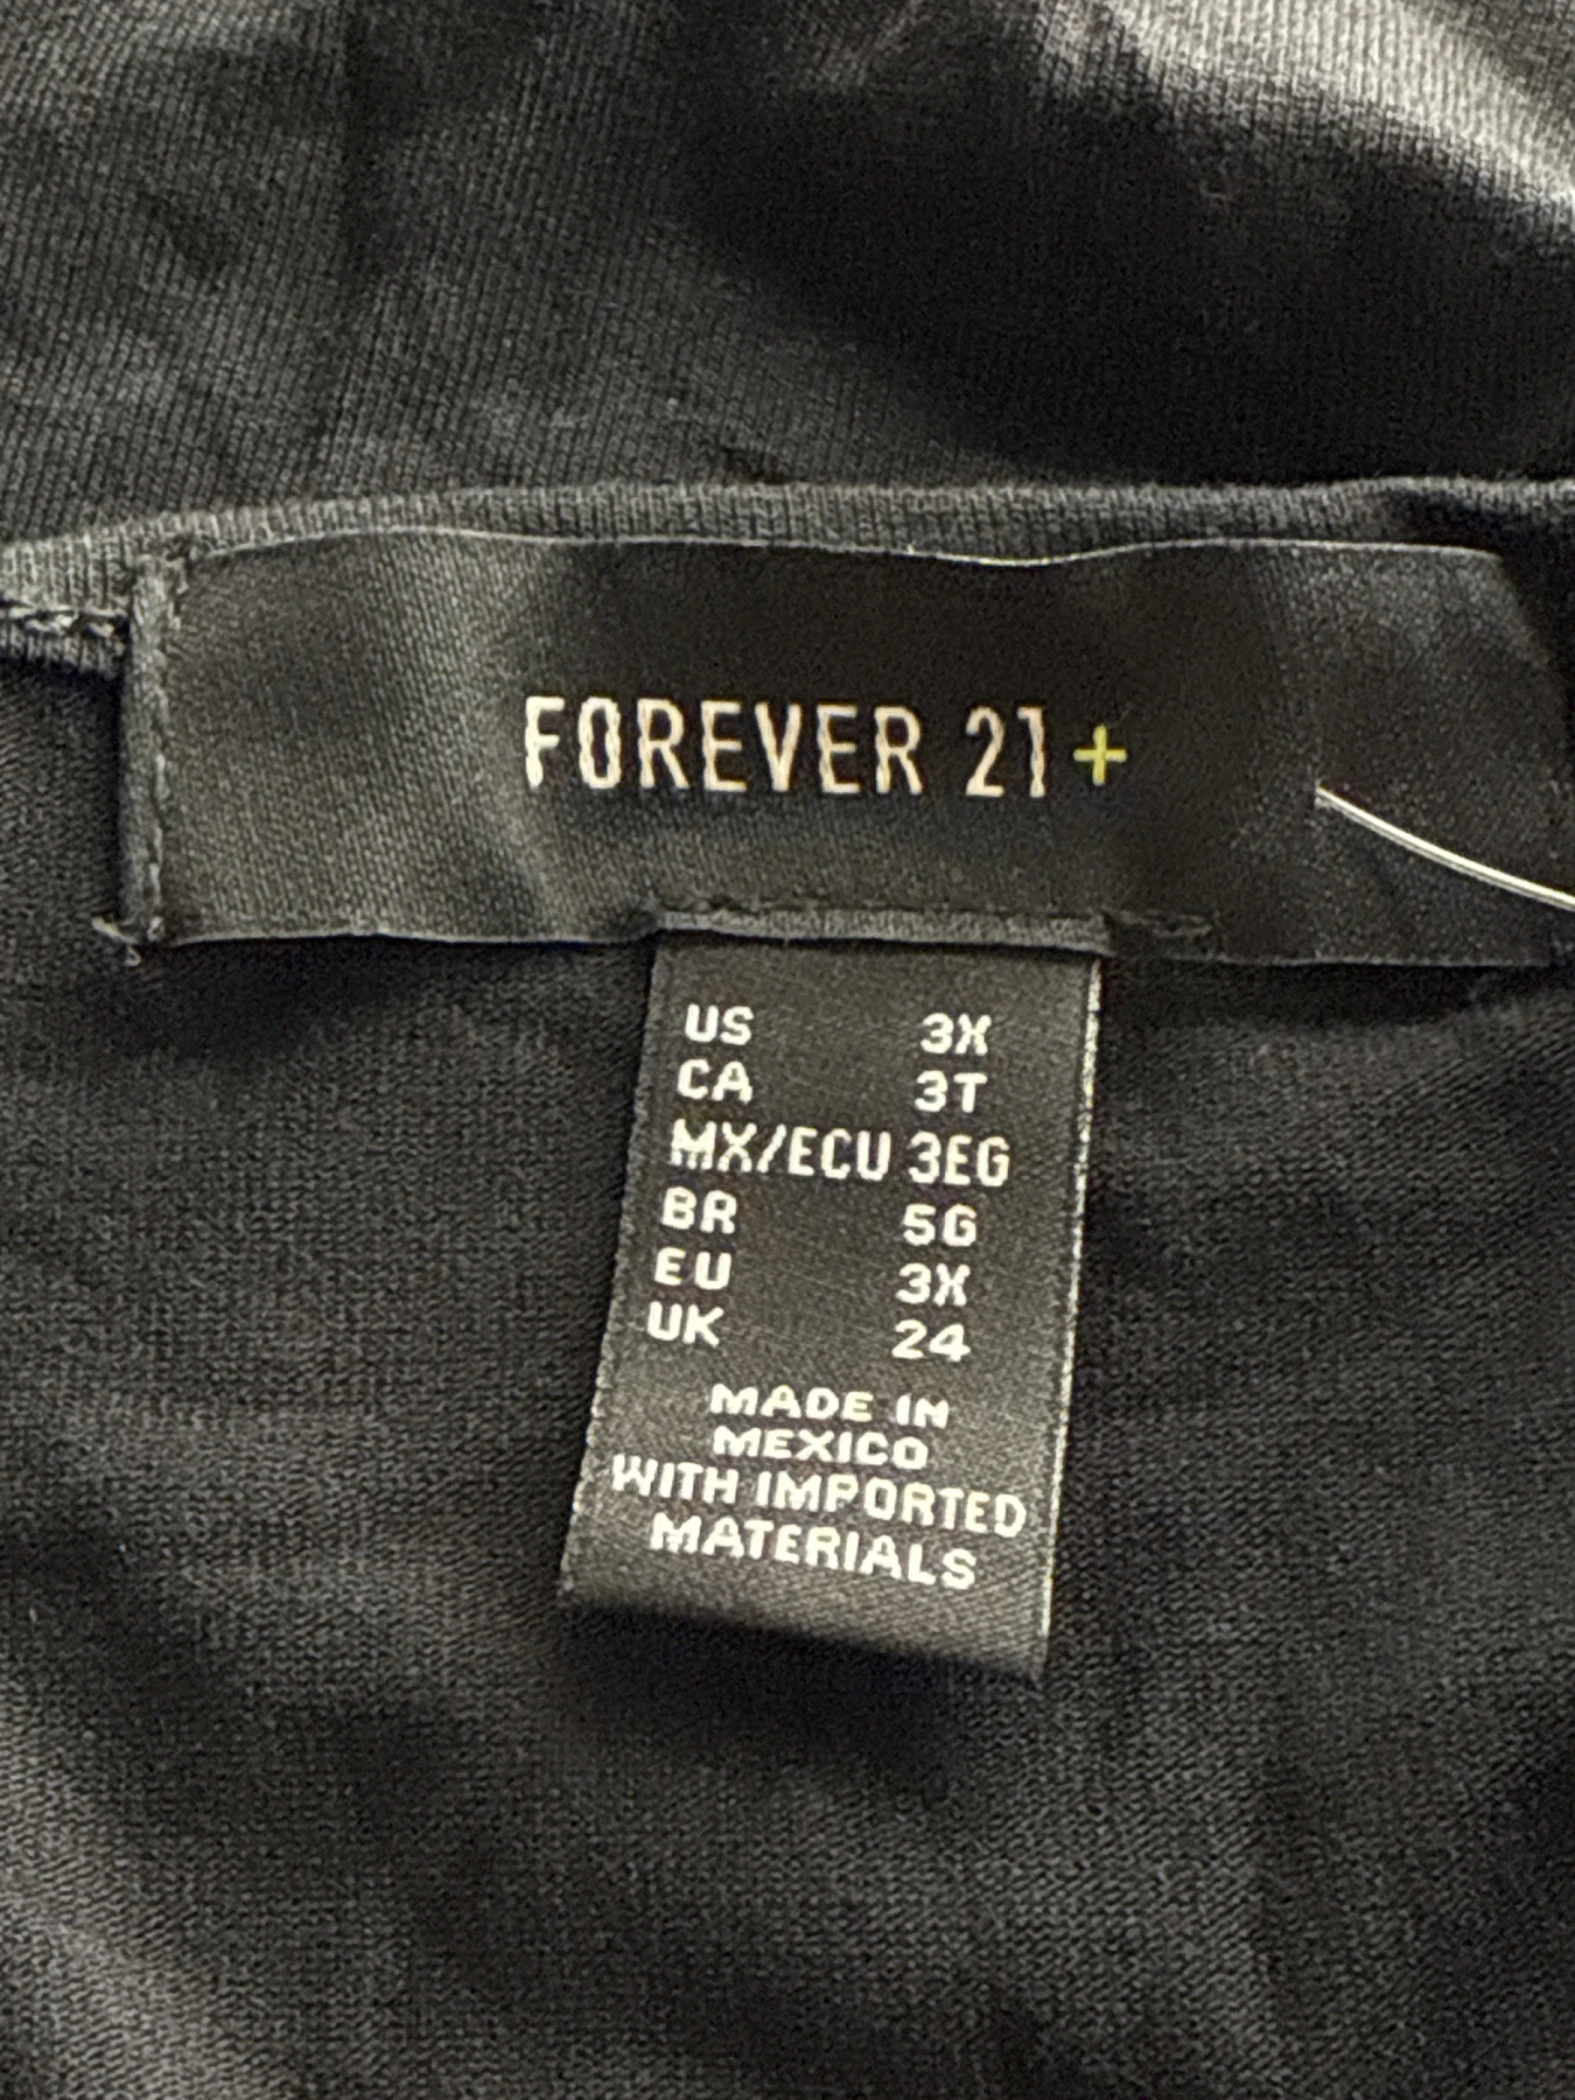 FOREVER 21+
US 3X
CA 3T
MX/ECU 3EG
BR 5G
EU 3X
UK 24
MADE IN
MEXICO
WITH IMPORTED
MATERIALS